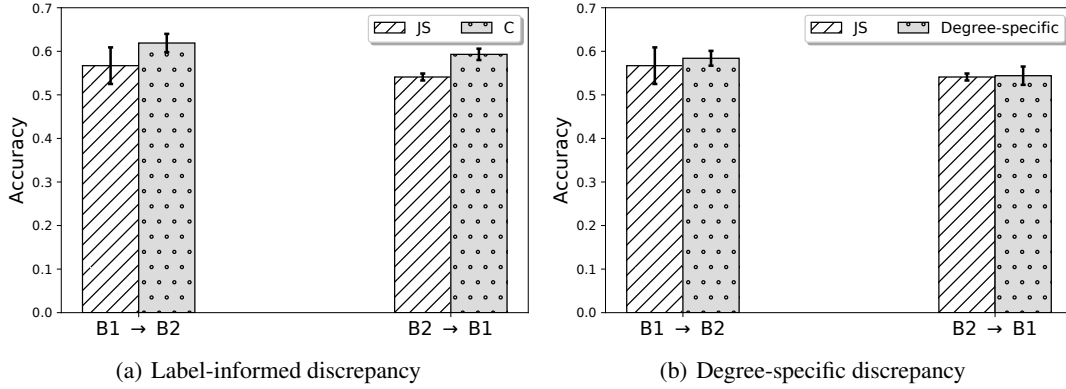 JS C
Accuracy
0.7
0.6
0.5
0.4
0.3
0.2
0.1
0.0
B1 → B2 B2 → B1
(a) Label-informed discrepancy
JS Degree-specific
Accuracy
0.7
0.6
0.5
0.4
0.3
0.2
0.1
0.0
B1 → B2 B2 → B1
(b) Degree-specific discrepancy